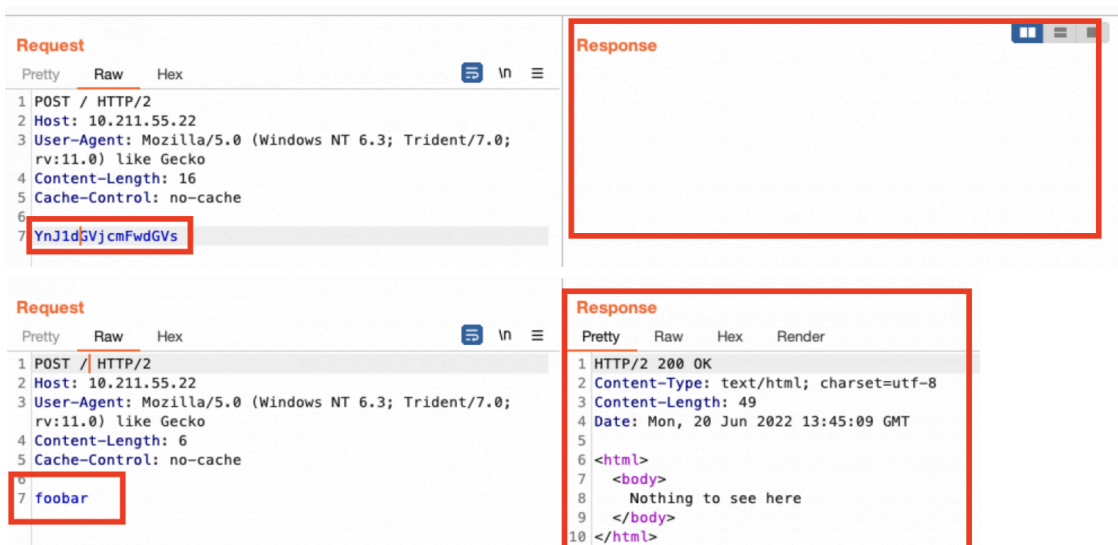 Request
Response
Pretty Raw Hex
\n
1 POST / HTTP/2
2 Host: 10.211.55.22
3 User-Agent: Mozilla/5.0 (Windows NT 6.3; Trident/7.0;
rv:11.0) like Gecko
4 Content-Length: 16
5 Cache-Control: no-cache
6
7 YnJ1dGVjcmFwdGVs
Request
Response
Pretty Raw Hex
\n
Pretty Raw Hex Render
1 POST / HTTP/2
2 Host: 10.211.55.22
3 User-Agent: Mozilla/5.0 (Windows NT 6.3; Trident/7.0;
rv:11.0) like Gecko
4 Content-Length: 6
5 Cache-Control: no-cache
6
7 foobar
1 HTTP/2 200 OK
2 Content-Type: text/html; charset=utf-8
3 Content-Length: 49
4 Date: Mon, 20 Jun 2022 13:45:09 GMT
5
6 <html>
7 <body>
8 Nothing to see here
9 </body>
10 </html>